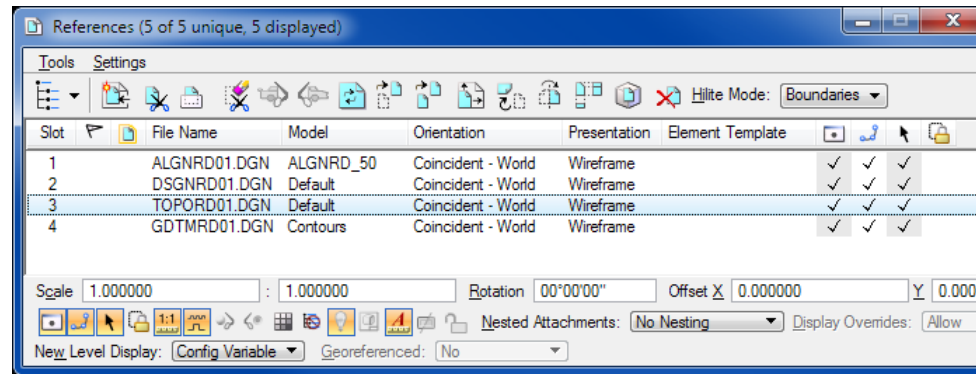 References (5 of 5 unique, 5 displayed)
Tools Settings
Hilite Mode: Boundaries
Slot File Name Model Orientation Presentation Element Template
1 ALGNRD01.DGN ALGNRD_50 Coincident - World Wireframe
2 DSGNRD01.DGN Default Coincident - World Wireframe
3 TOPORD01.DGN Default Coincident - World Wireframe
4 GDTMRD01.DGN Contours Coincident - World Wireframe
Scale 1.000000 : 1.000000 Rotation 00°00'00" Offset X 0.000000 Y 0.000
1:1 A Nested Attachments: No Nesting Display Overrides: Allow
New Level Display: Config Variable Georeferenced: No